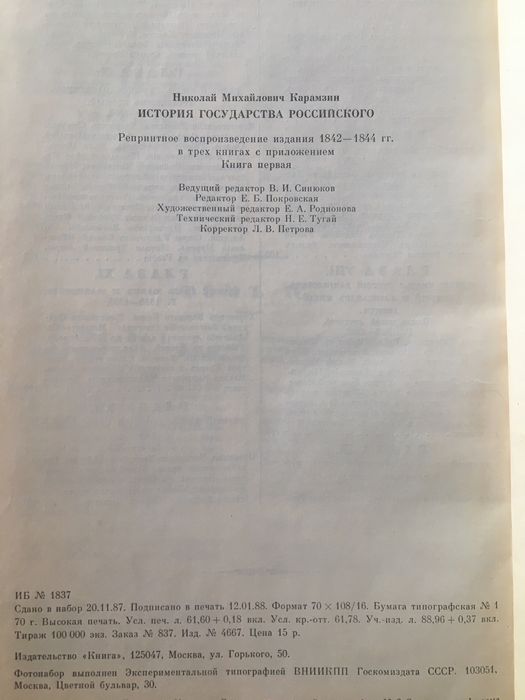 Николай Михайлович Карамзин
ИСТОРИЯ ГОСУДАРСТВА РОССИЙСКОГО
Репринтное воспроизведение издания 1842—1844 гг.
в трех книгах с приложением
Книга первая
Ведущий редактор В. И. Синюков
Редактор Е. Б. Покровская
Художественный редактор Е. А. Родионова
Технический редактор Н. Е. Тугай
Корректор Л. В. Петрова
ИБ № 1837
Сдано в набор 20.11.87. Подписано в печать 12.01.88. Формат 70 × 108/16. Бумага типографская № 1
70 г. Высокая печать. Усл. печ. л. 61,60 + 0,18 вкл. Усл. кр.-отт. 61,78. Уч.-изд. л. 88,96 + 0,37 вкл.
Тираж 100 000 экз. Заказ № 837. Изд. № 4667. Цена 15 р.
Издательство «Книга», 125047, Москва, ул. Горького, 50.
Фотонабор выполнен Экспериментальной типографией ВНИИКПП Госкомиздата СССР. 103051,
Москва, Цветной бульвар, 30.